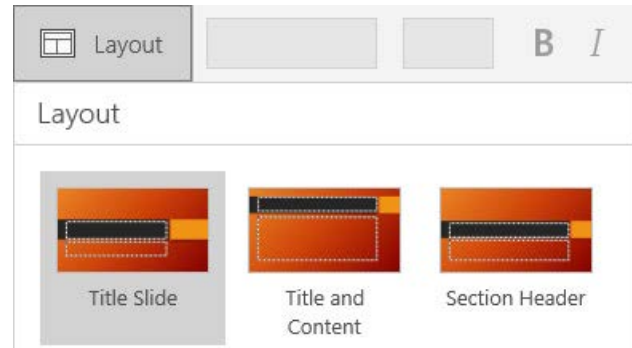 Layout
B I
Layout
Title Slide
Title and
Content
Section Header